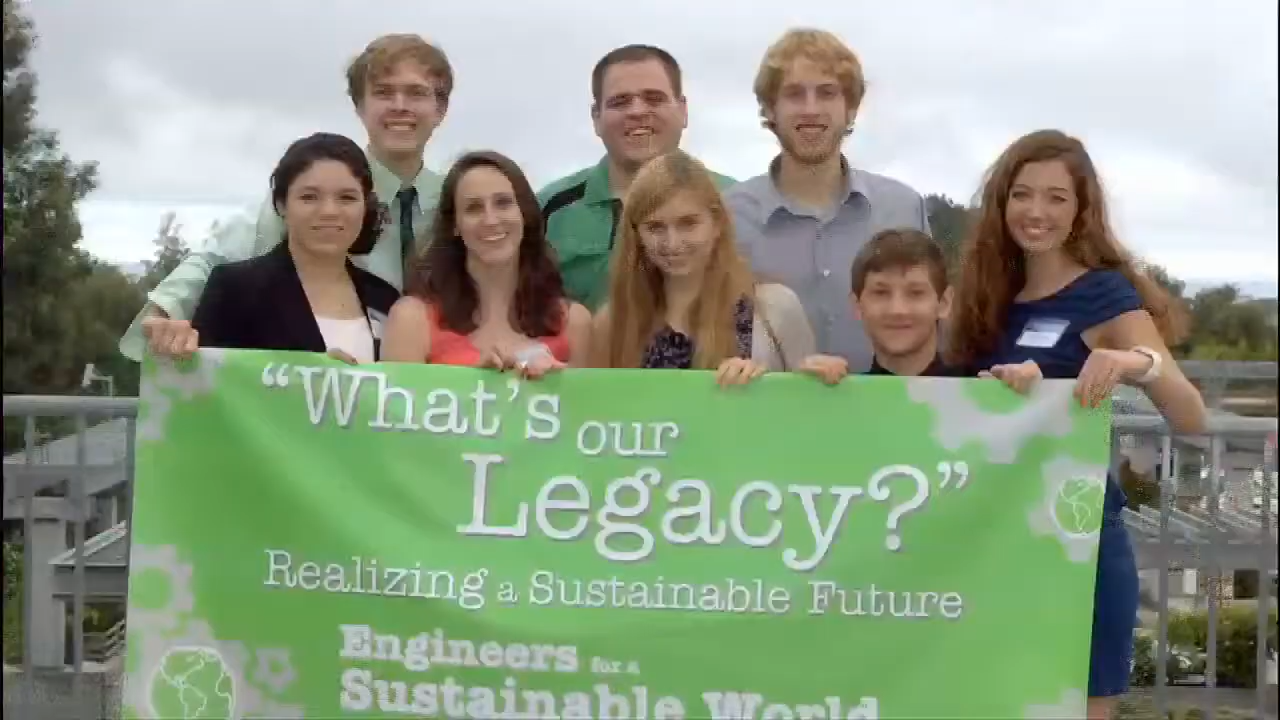 “What's our
Legacy?”
Realizing a Sustainable Future
Engineers for a
Sustainable World